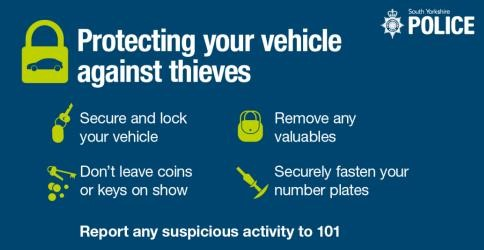 South Yorkshire
POLICE
Protecting your vehicle
against thieves
Secure and lock
your vehicle
Remove any
valuables
Don't leave coins
or keys on show
Securely fasten your
number plates
Report any suspicious activity to 101